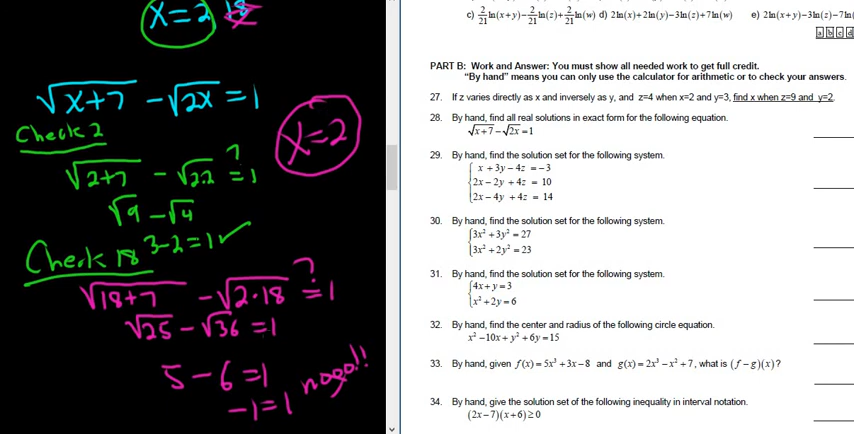 x=2 18
√(x+7) - √(2x) = 1
Check 2
√(2+7) - √(2·2) ?= 1
√9 - √4
3-2=1 ✓
x=2
Check 18
√(18+7) - √(2·18) ?= 1
√25 - √36 = 1
5 - 6 = 1
-1 = 1 no go!!
c) 2/21 ln(x+y) - 2/21 ln(z) + 2/21 ln(w) d) 2ln(x)+2ln(y)-3ln(z)+7ln(w) e) 2ln(x+y)-3ln(z)-7ln(
a b c d
PART B: Work and Answer: You must show all needed work to get full credit.
"By hand" means you can only use the calculator for arithmetic or to check your answers.
27. If z varies directly as x and inversely as y, and z=4 when x=2 and y=3, find x when z=9 and y=2.
28. By hand, find all real solutions in exact form for the following equation.
√(x+7) - √(2x) = 1
29. By hand, find the solution set for the following system.
x + 3y - 4z = -3
2x - 2y + 4z = 10
2x - 4y + 4z = 14
30. By hand, find the solution set for the following system.
3x² + 3y² = 27
3x² + 2y² = 23
31. By hand, find the solution set for the following system.
4x + y = 3
x² + 2y = 6
32. By hand, find the center and radius of the following circle equation.
x² - 10x + y² + 6y = 15
33. By hand, given f(x) = 5x³ + 3x - 8 and g(x) = 2x³ - x² + 7, what is (f - g)(x)?
34. By hand, give the solution set of the following inequality in interval notation.
(2x - 7)(x + 6) ≥ 0